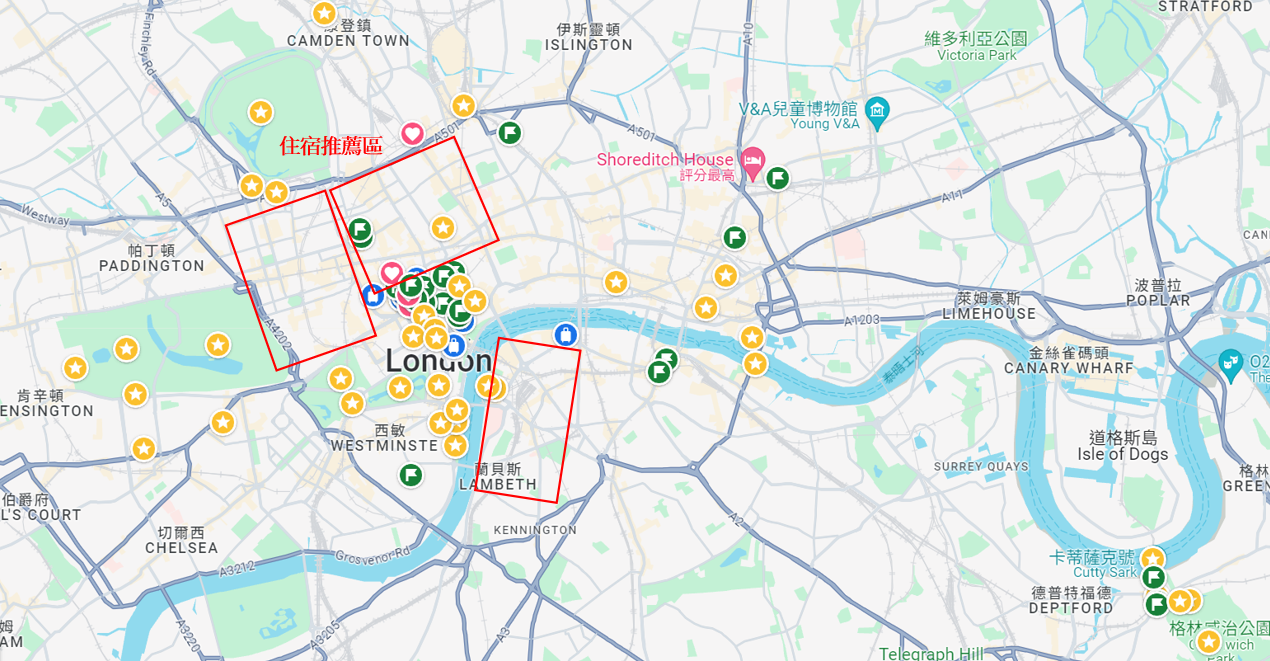 Finchley Rd
登鎮
CAMDEN TOWN
伊斯靈頓
ISLINGTON
A10
維多利亞公園
Victoria Park
STRATFORD
V&A兒童博物館
Young V&A
A501
A501
住宿推薦區
Shoreditch House
評分最高
A11
A5
Westway
帕丁頓
PADDINGTON
波普拉
POPLAR
萊姆豪斯
LIMEHOUSE
A1203
A4202
London
泰晤士河
金絲雀碼頭
CANARY WHARF
O2
The
肯辛頓
ENSINGTON
西敏
WESTMINSTE
道格斯島
Isle of Dogs
蘭貝斯
LAMBETH
SURREY QUAYS
格林
GREEN
伯爵府
L'S COURT
切爾西
CHELSEA
KENNINGTON
A2
Grosvenor Rd
A3212
卡蒂薩克號
Cutty Sark
德普特福德
DEPTFORD
A3220
A3205
A3
姆
AM
格林威治公園
wich
Park
Telegraph Hill